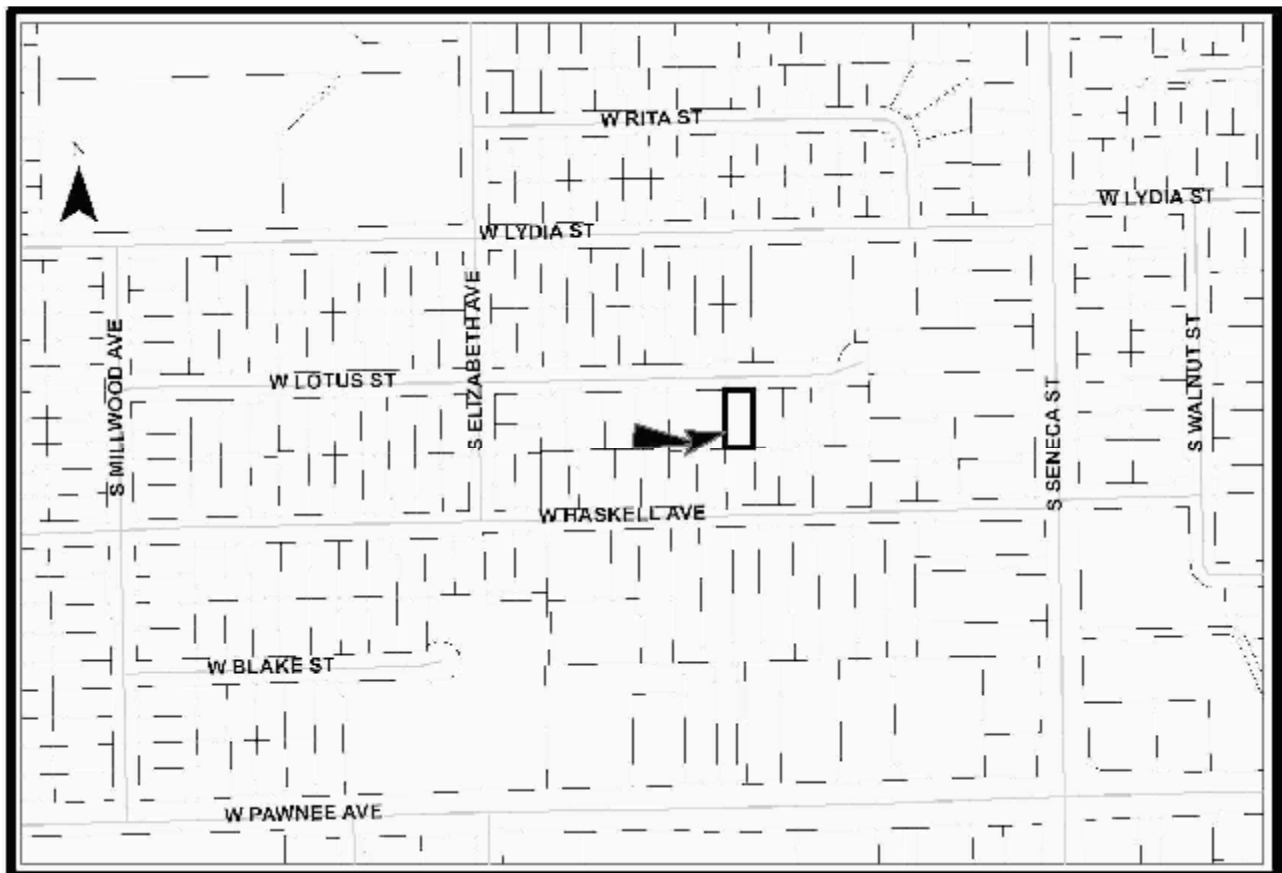 W RITA ST
N
W LYDIA ST
W LYDIA ST
S ELIZABETH AVE
S MILLWOOD AVE
W LOTUS ST
S WALNUT ST
S SENECA ST
W HASKELL AVE
W BLAKE ST
W PAWNEE AVE